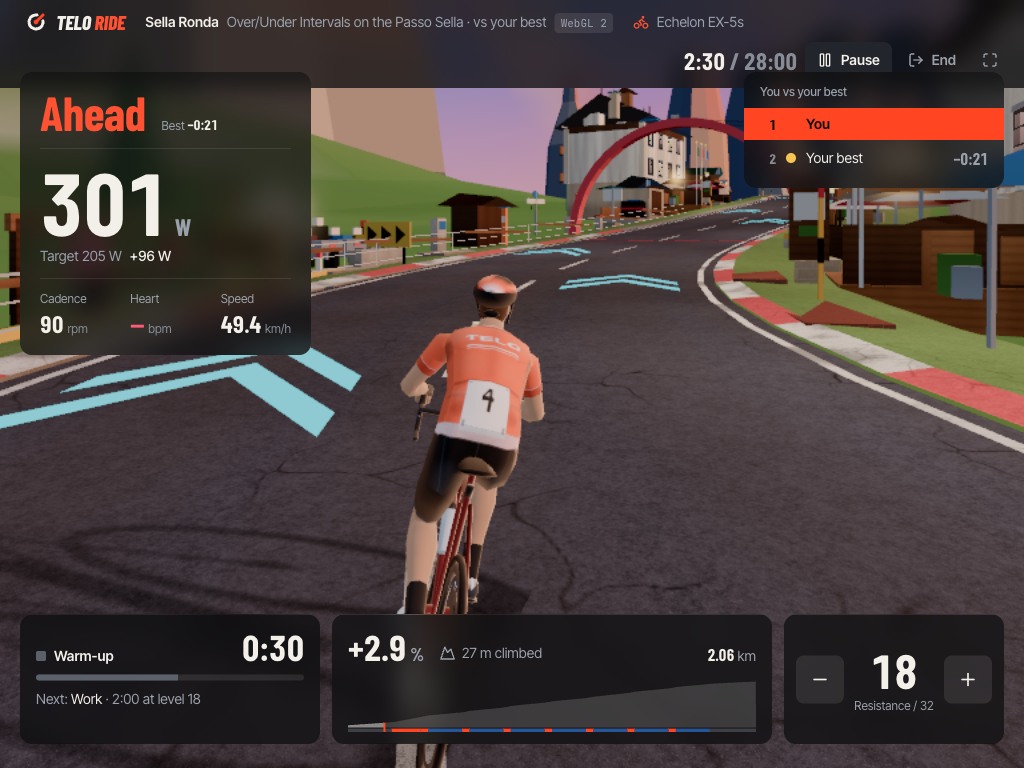 TELO RIDE Sella Ronda Over/Under Intervals on the Passo Sella · vs your best WebGL 2 Echelon EX-5s
2:30 / 28:00 Pause End
Ahead Best −0:21
301 W
Target 205 W +96 W
Cadence Heart Speed
90 rpm — bpm 49.4 km/h
You vs your best
1 You
2 Your best −0:21
TELO
4
Warm-up 0:30
Next: Work · 2:00 at level 18
+2.9 % 27 m climbed 2.06 km
− 18 +
Resistance / 32